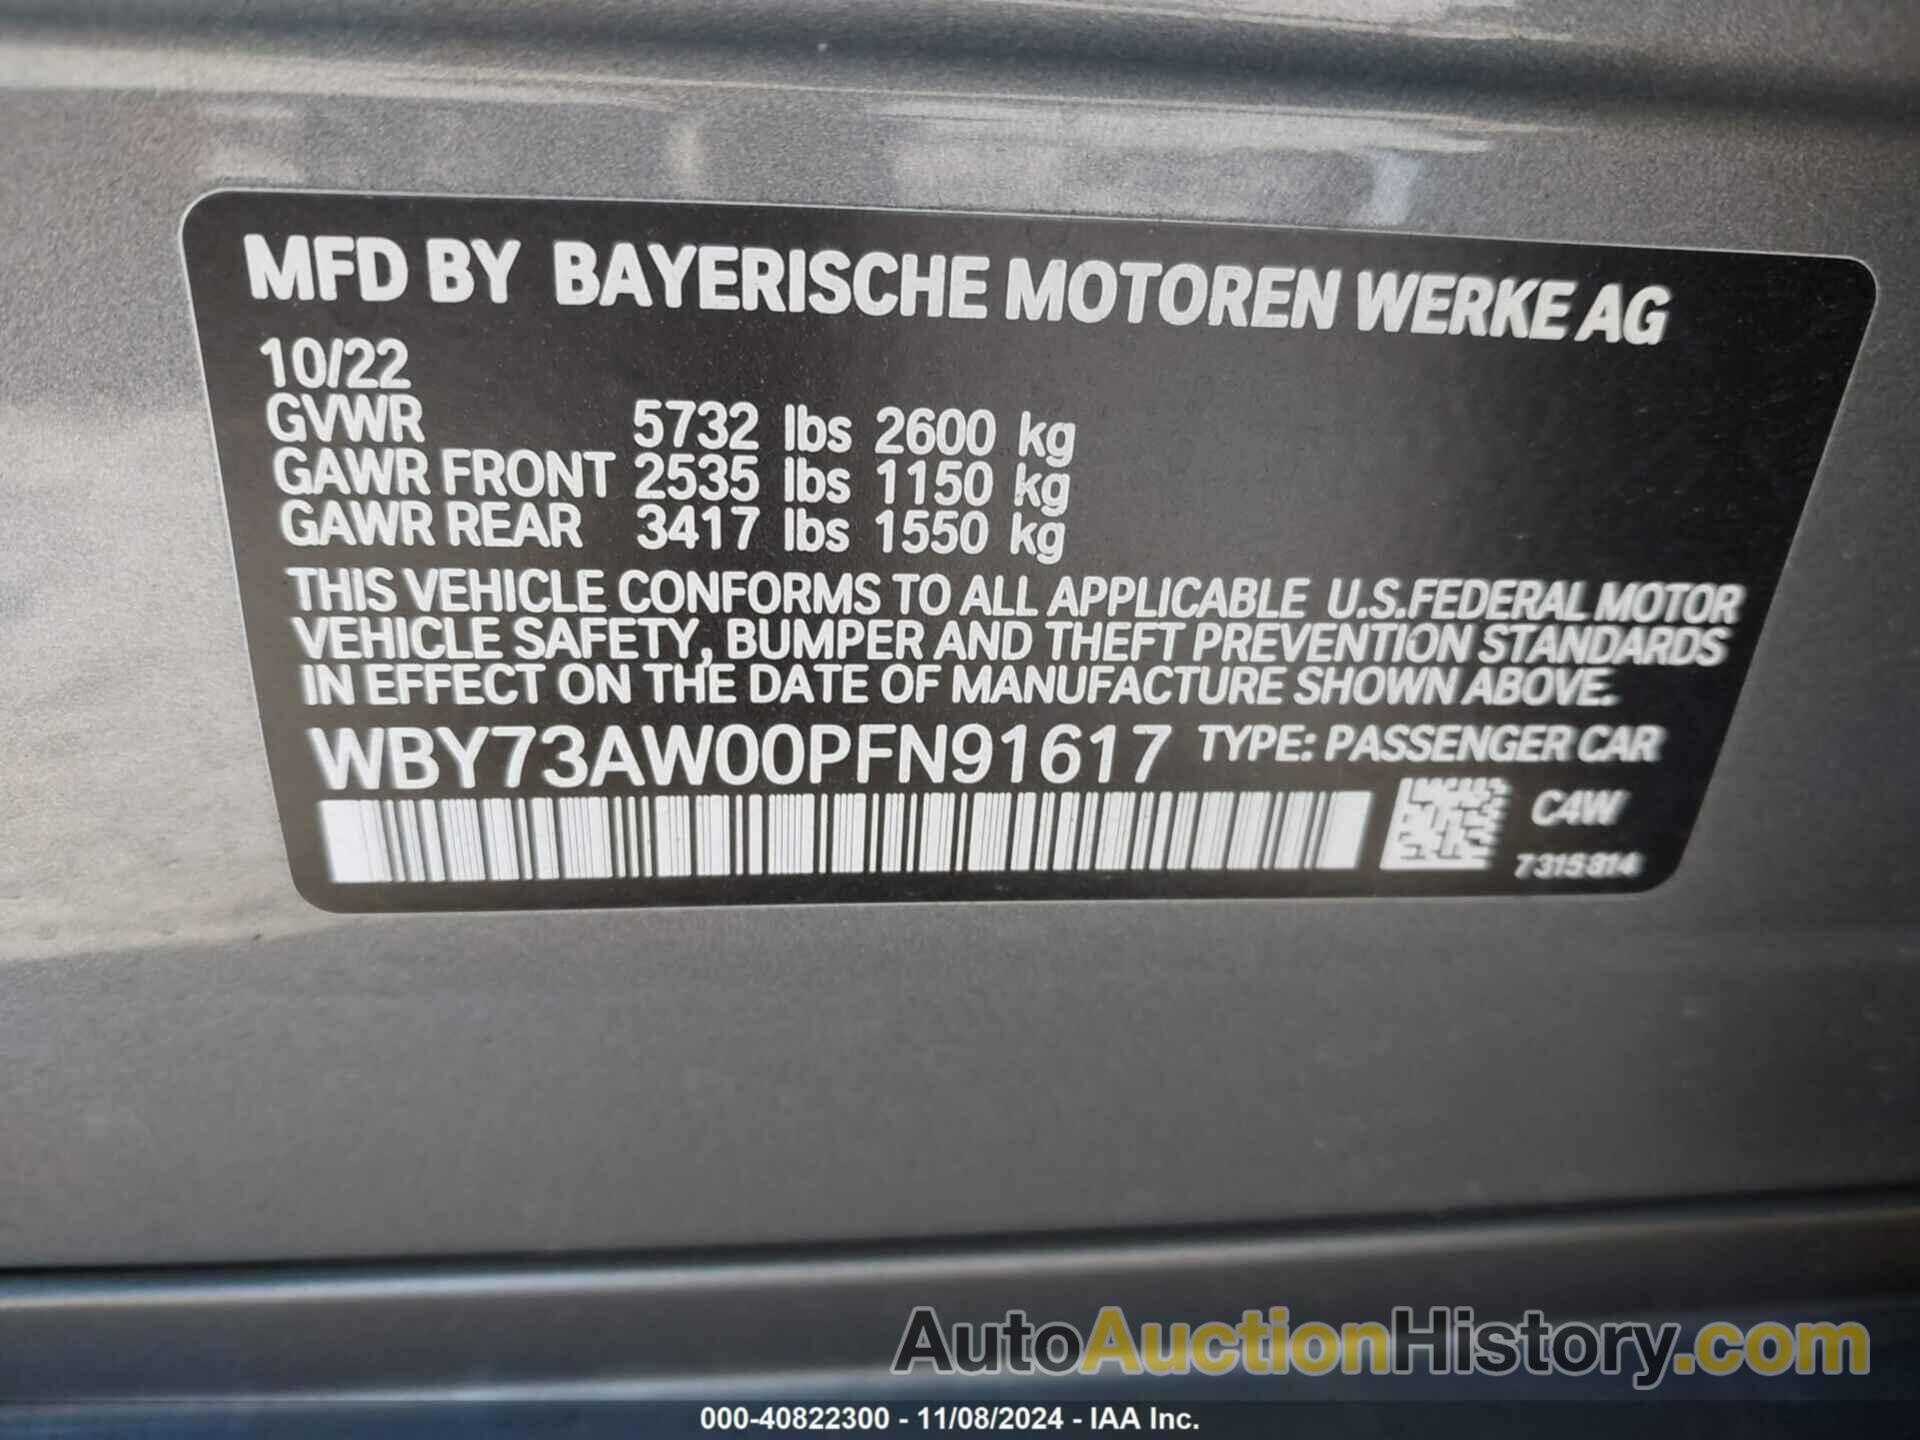 MFD BY BAYERISCHE MOTOREN WERKE AG
10/22
GVWR 5732 lbs 2600 kg
GAWR FRONT 2535 lbs 1150 kg
GAWR REAR 3417 lbs 1550 kg
THIS VEHICLE CONFORMS TO ALL APPLICABLE U.S.FEDERAL MOTOR
VEHICLE SAFETY, BUMPER AND THEFT PREVENTION STANDARDS
IN EFFECT ON THE DATE OF MANUFACTURE SHOWN ABOVE.
WBY73AW00PFN91617 TYPE: PASSENGER CAR
C4W
7315814
AutoAuctionHistory.com
000-40822300 - 11/08/2024 - IAA Inc.